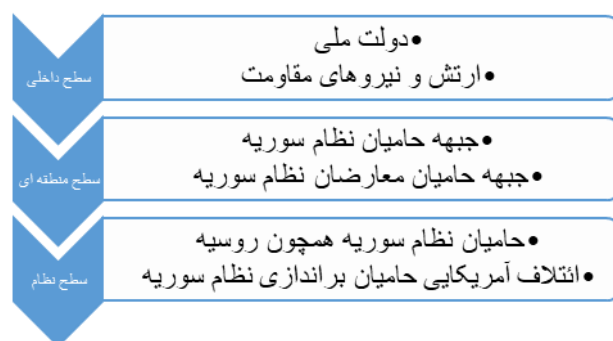 سطح داخلی
•دولت ملی
•ارتش و نیروهای مقاومت
سطح منطقه ای
•جبهه حامیان نظام سوریه
•جبهه حامیان معارضان نظام سوریه
سطح نظام
•حامیان نظام سوریه همچون روسیه
•ائتلاف آمریکایی حامیان براندازی نظام سوریه